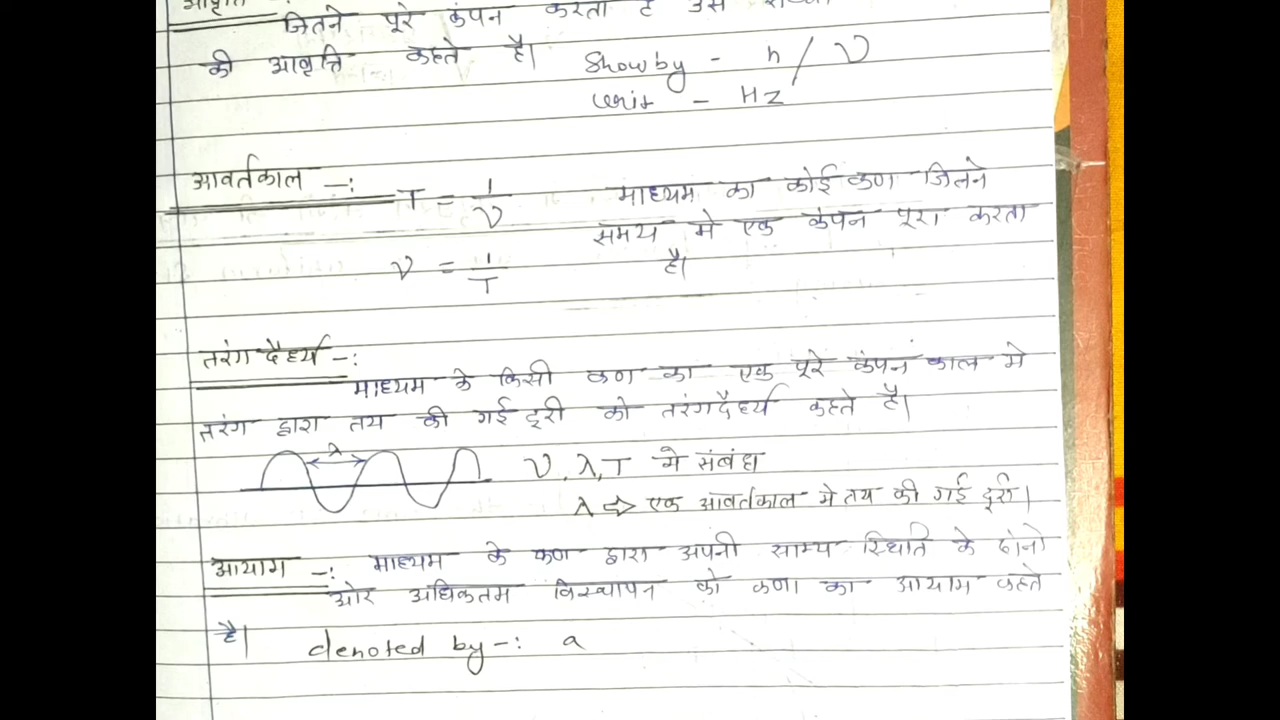 आवृत्ति -:
जितने पूरे कंपन करता है उस
को आवृत्ति कहते है। Show by - n / ν
Unit - HZ
आवर्तकाल -: T = 1/ν माध्यम का कोई कण जितने
समय मे एक कंपन पूरा करता
ν = 1/T है।
तरंगदैर्ध्य -:
माध्यम के किसी कण का एक पूरे कंपन काल मे
तरंग द्वारा तय की गई दूरी को तरंगदैर्ध्य कहते है।
λ
ν, λ, T मे संबंध
λ ⇒ एक आवर्तकाल मे तय की गई दूरी।
आयाग -: माध्यम के कण द्वारा अपनी साम्य स्थिति के दोनो
ओर अधिकतम विस्थापन को कणा का आयाम कहते
है। denoted by -: a